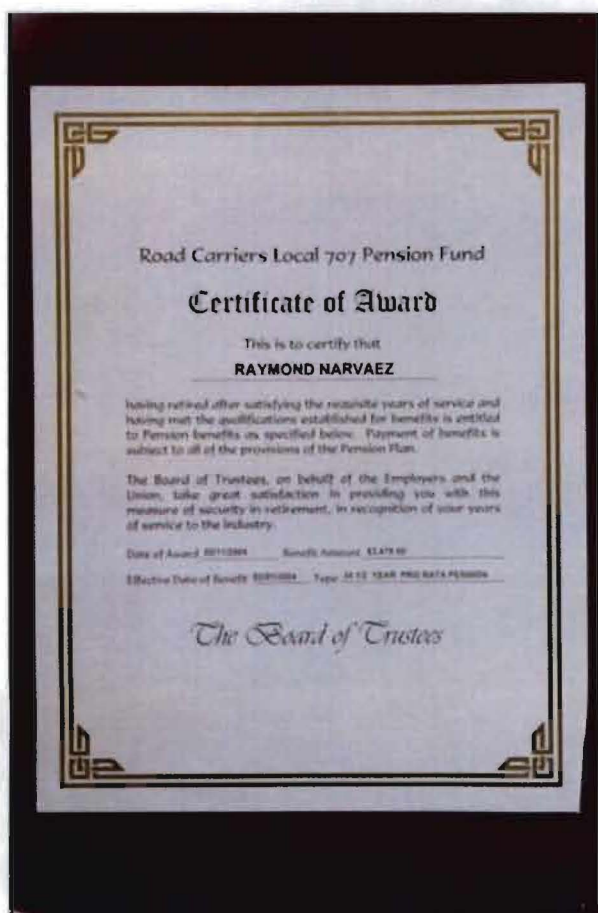 Road Carriers Local 707 Pension Fund
Certificate of Award
This is to certify that
RAYMOND NARVAEZ
having retired after satisfying the requisite years of service and
having met the qualifications established for benefits is entitled
to Pension benefits as specified below. Payment of benefits is
subject to all of the provisions of the Pension Plan.
The Board of Trustees, on behalf of the Employers and the
Union, take great satisfaction in providing you with this
measure of security in retirement, in recognition of your years
of service to the industry.
Date of Award Benefit Amount
Effective Date of Benefit Type YEAR PRO RATA PENSION
The Board of Trustees